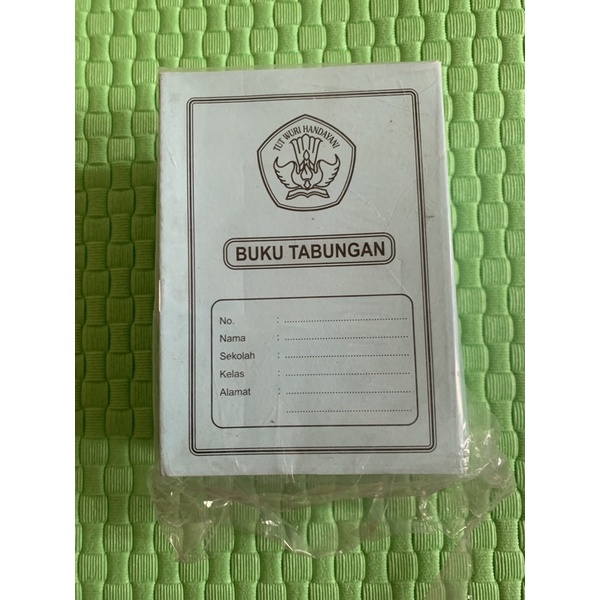 TUT WURI HANDAYANI
BUKU TABUNGAN
No. : ................................
Nama : ................................
Sekolah : ................................
Kelas : ................................
Alamat : ................................
................................